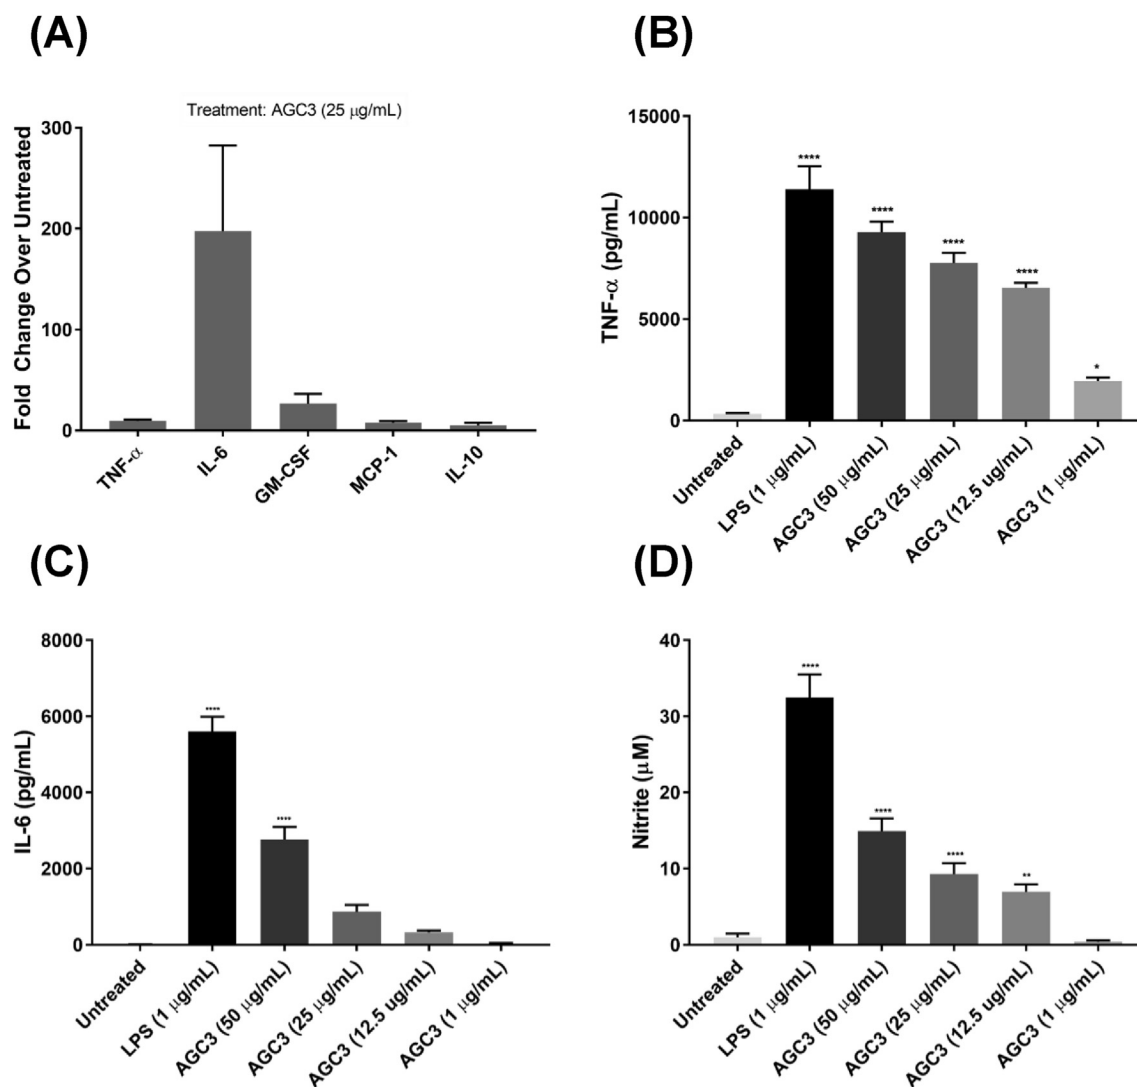 (A)
Treatment: AGC3 (25 μg/mL)
Fold Change Over Untreated
300
200
100
0
TNF-α
IL-6
GM-CSF
MCP-1
IL-10
(B)
TNF-α (pg/mL)
15000
10000
5000
0
****
****
****
****
*
Untreated
LPS (1 μg/mL)
AGC3 (50 μg/mL)
AGC3 (25 μg/mL)
AGC3 (12.5 ug/mL)
AGC3 (1 μg/mL)
(C)
IL-6 (pg/mL)
8000
6000
4000
2000
0
****
****
Untreated
LPS (1 μg/mL)
AGC3 (50 μg/mL)
AGC3 (25 μg/mL)
AGC3 (12.5 ug/mL)
AGC3 (1 μg/mL)
(D)
Nitrite (μM)
40
30
20
10
0
****
****
****
**
Untreated
LPS (1 μg/mL)
AGC3 (50 μg/mL)
AGC3 (25 μg/mL)
AGC3 (12.5 ug/mL)
AGC3 (1 μg/mL)